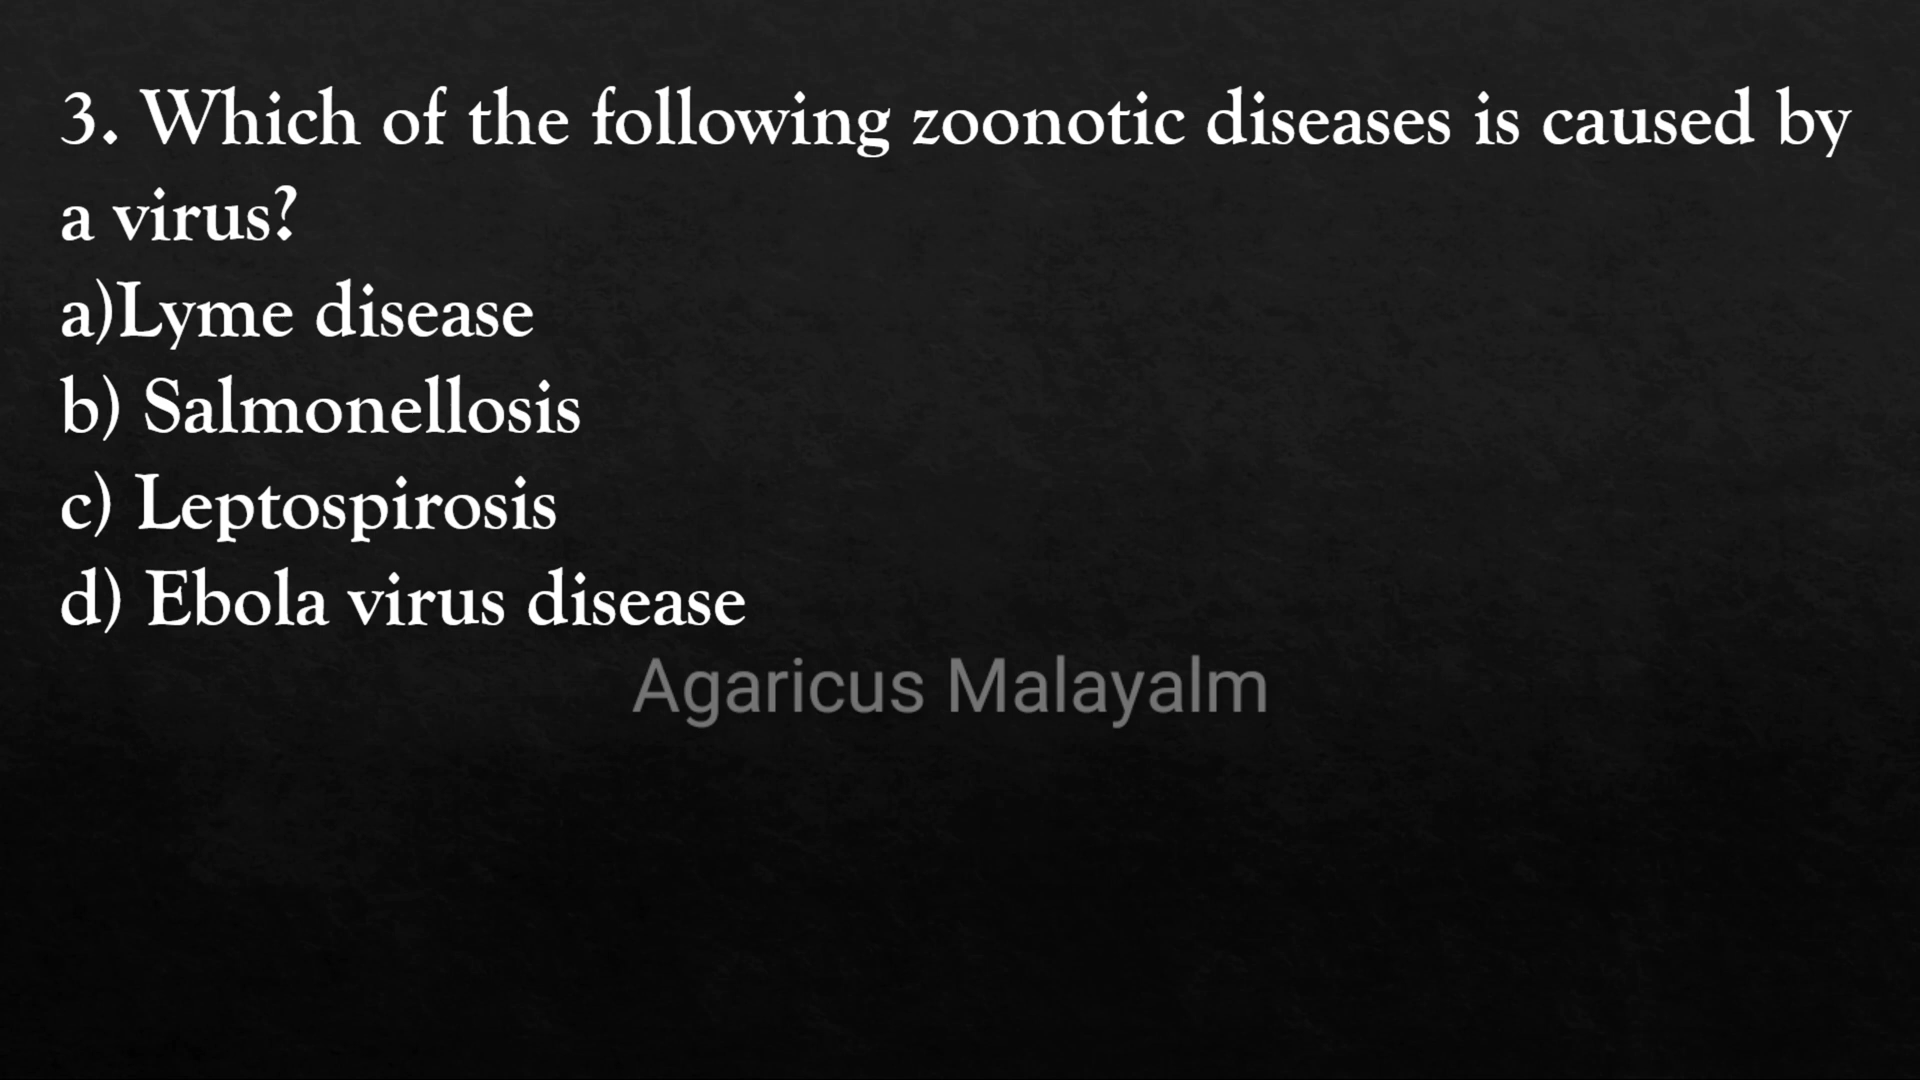 3. Which of the following zoonotic diseases is caused by
a virus?
a)Lyme disease
b) Salmonellosis
c) Leptospirosis
d) Ebola virus disease
Agaricus Malayalm